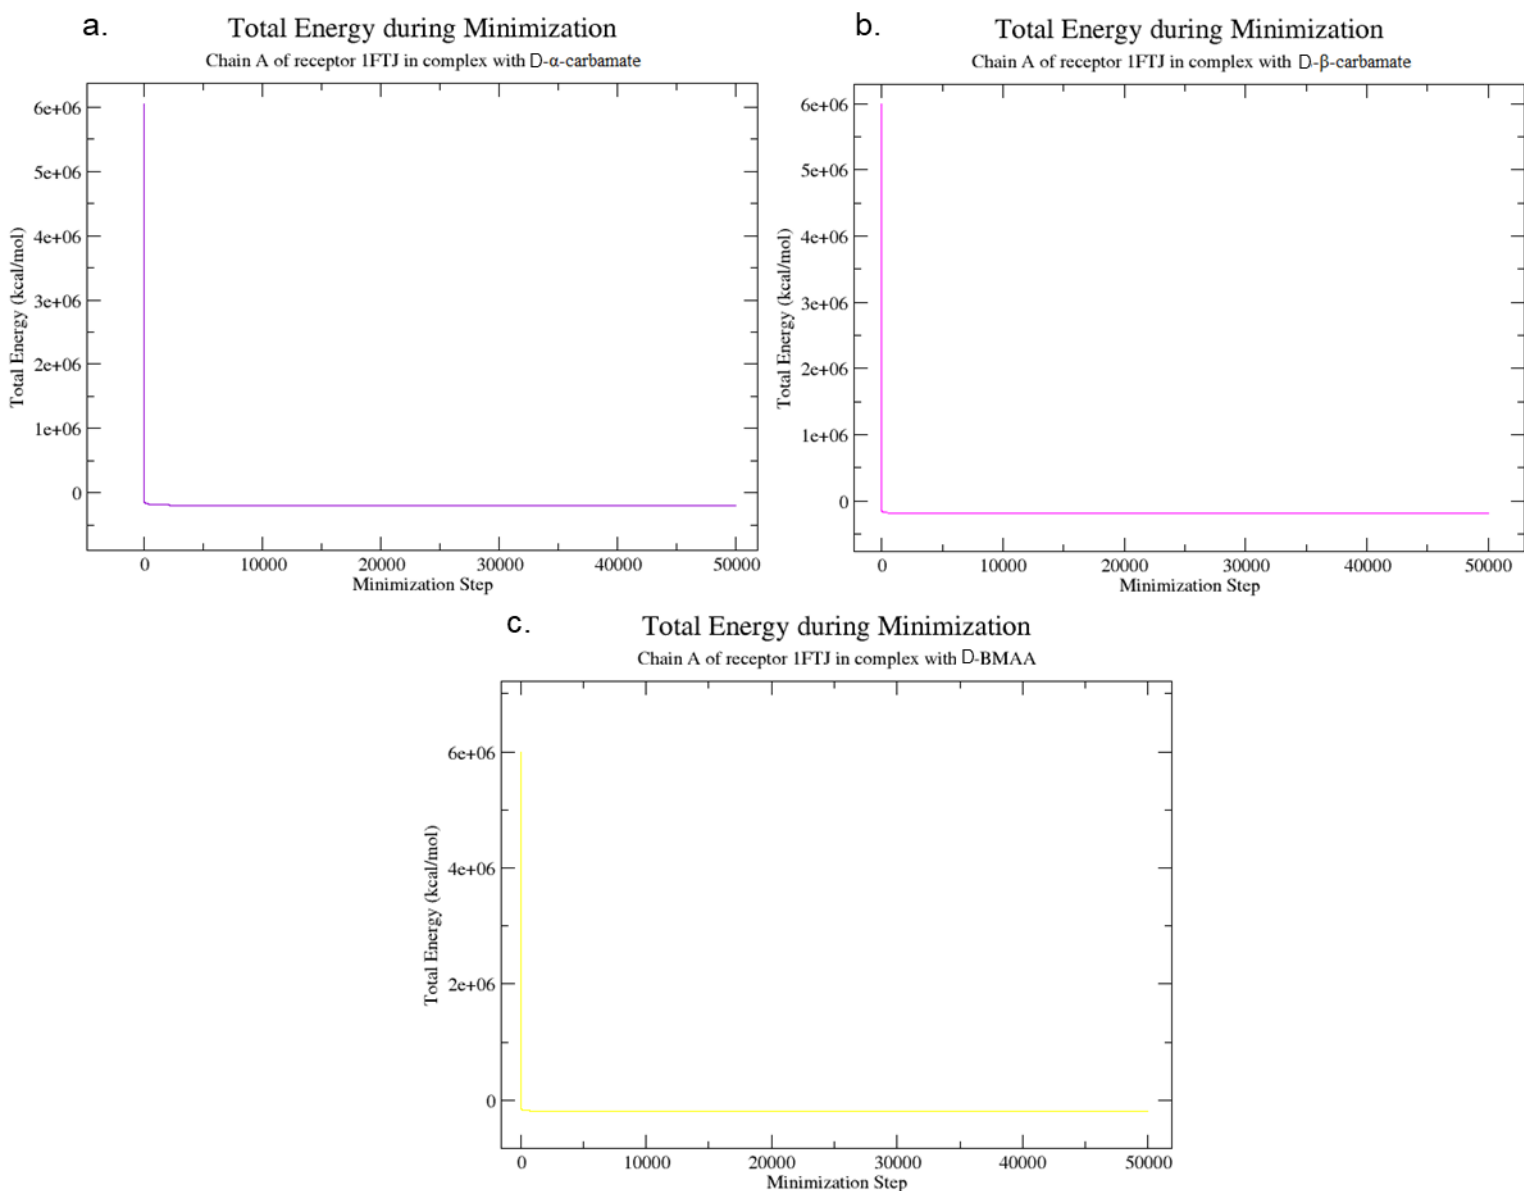 a.
Total Energy during Minimization
Chain A of receptor 1FTJ in complex with D-α-carbamate
6e+06
5e+06
4e+06
3e+06
2e+06
1e+06
0
Total Energy (kcal/mol)
0 10000 20000 30000 40000 50000
Minimization Step
b.
Total Energy during Minimization
Chain A of receptor 1FTJ in complex with D-β-carbamate
6e+06
5e+06
4e+06
3e+06
2e+06
1e+06
0
Total Energy (kcal/mol)
0 10000 20000 30000 40000 50000
Minimization Step
c.
Total Energy during Minimization
Chain A of receptor 1FTJ in complex with D-BMAA
6e+06
4e+06
2e+06
0
Total Energy (kcal/mol)
0 10000 20000 30000 40000 50000
Minimization Step